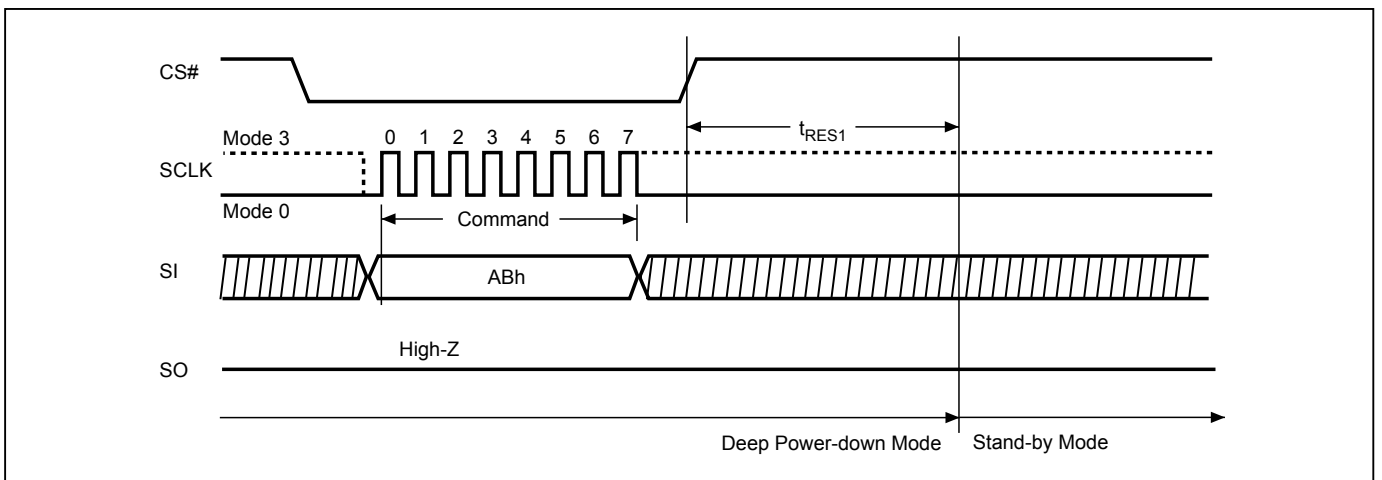 CS#
tRES1
Mode 3
0 1 2 3 4 5 6 7
SCLK
Mode 0
Command
SI
ABh
High-Z
SO
Deep Power-down Mode
Stand-by Mode